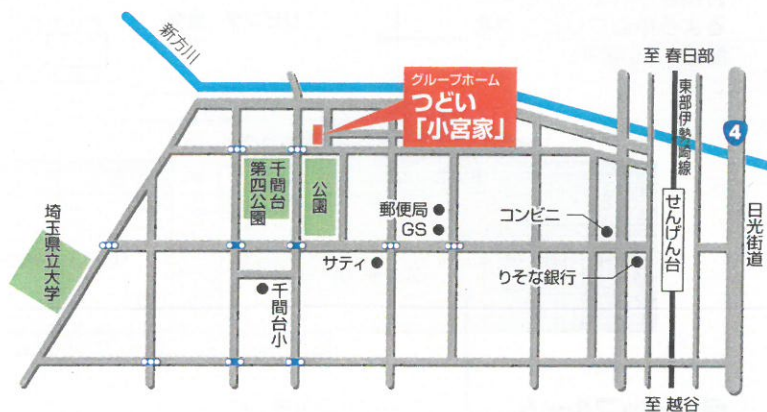 新方川
グループホーム
つどい
「小宮家」
至 春日部
東部伊勢崎線
4
千間台
第四公園
公園
郵便局
GS
コンビニ
せんげん台
日光街道
埼玉県立大学
サティ
りそな銀行
千間台小
至 越谷